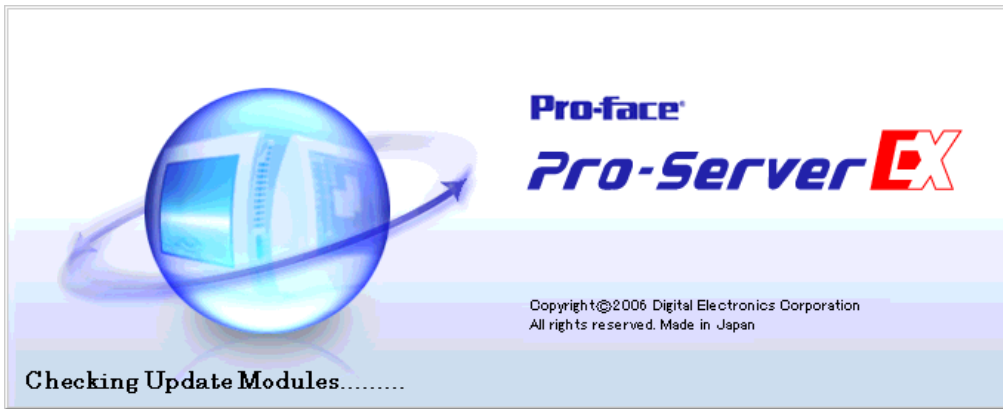 Pro-face®
Pro-Server EX
Copyright©2006 Digital Electronics Corporation
All rights reserved. Made in Japan
Checking Update Modules.........